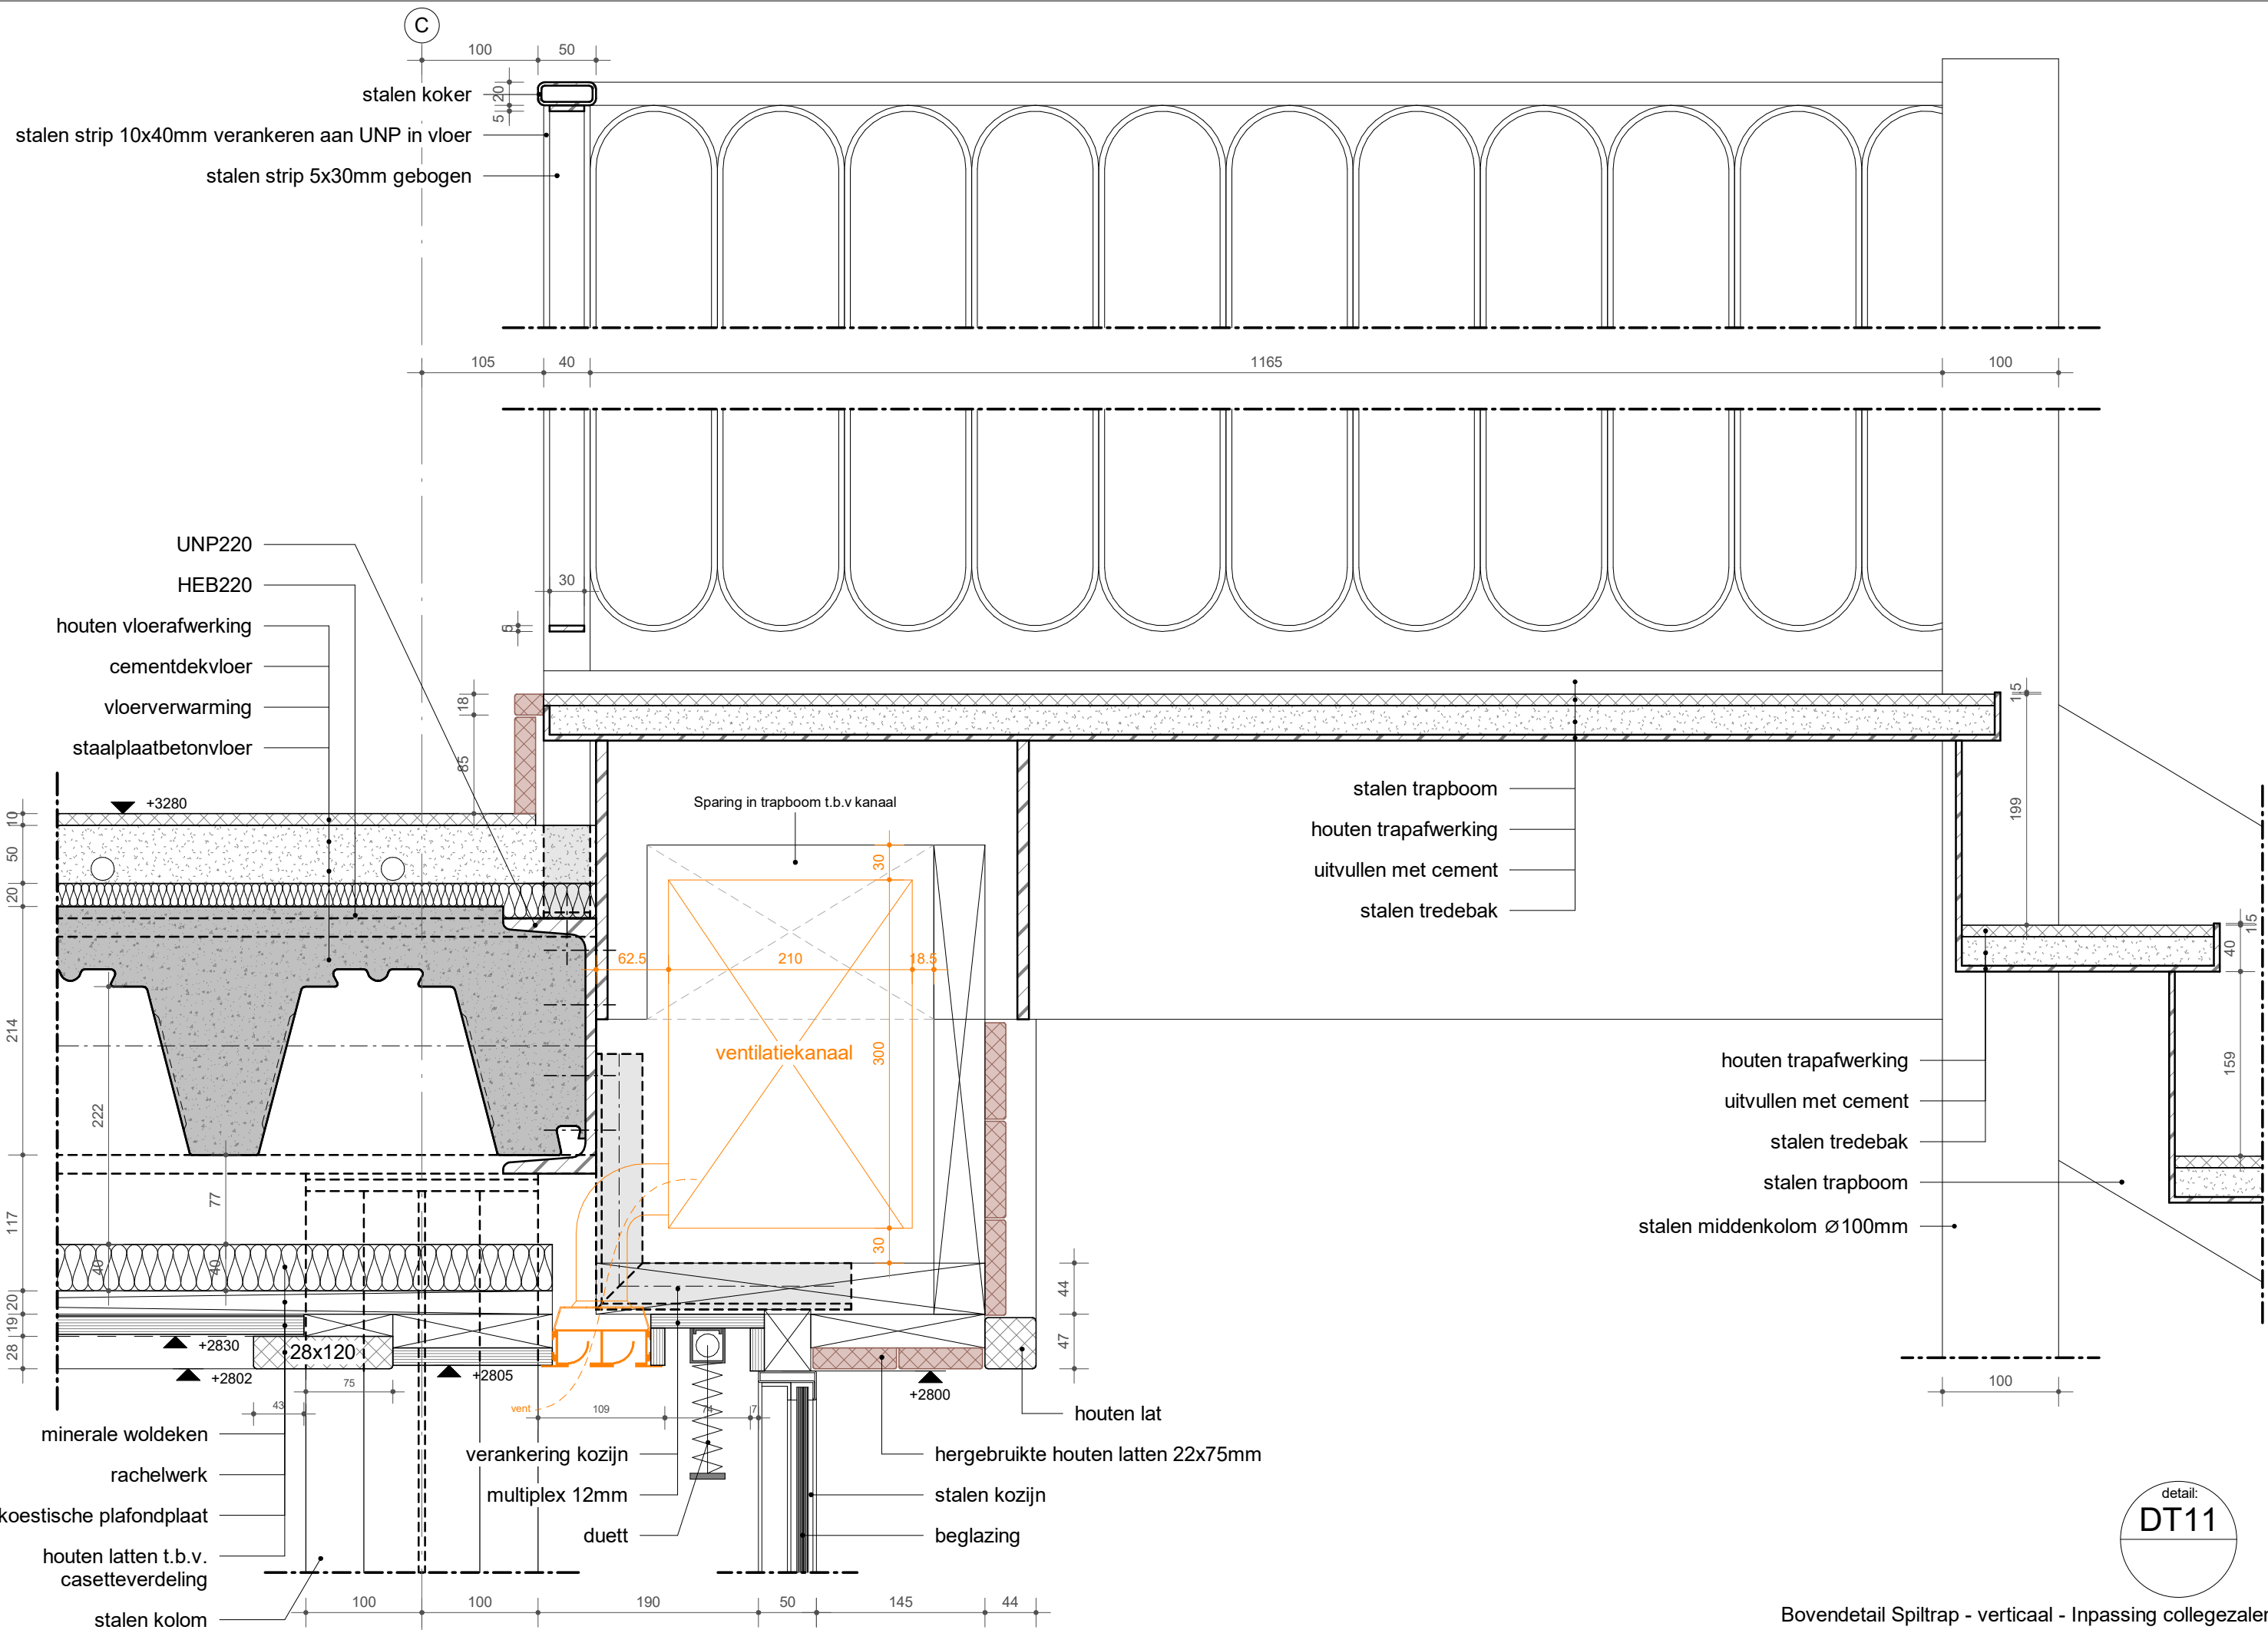 C
100
50
stalen koker
20
5
stalen strip 10x40mm verankeren aan UNP in vloer
stalen strip 5x30mm gebogen
105
40
1165
100
UNP220
HEB220
houten vloerafwerking
cementdekvloer
vloerverwarming
staalplaatbetonvloer
30
5
18
85
+3280
10
50
20
214
117
20
19
28
222
77
40
40
Sparing in trapboom t.b.v kanaal
30
62.5
210
18.5
ventilatiekanaal
300
30
stalen trapboom
houten trapafwerking
uitvullen met cement
stalen tredebak
1.5
199
1.5
40
159
houten trapafwerking
uitvullen met cement
stalen tredebak
stalen trapboom
stalen middenkolom ⌀100mm
100
44
47
+2830
28x120
+2802
+2805
75
43
vent
109
74
7
+2800
minerale woldeken
rachelwerk
koestische plafondplaat
houten latten t.b.v.
casetteverdeling
stalen kolom
verankering kozijn
multiplex 12mm
duett
houten lat
hergebruikte houten latten 22x75mm
stalen kozijn
beglazing
100
100
190
50
145
44
detail:
DT11
Bovendetail Spiltrap - verticaal - Inpassing collegezalen